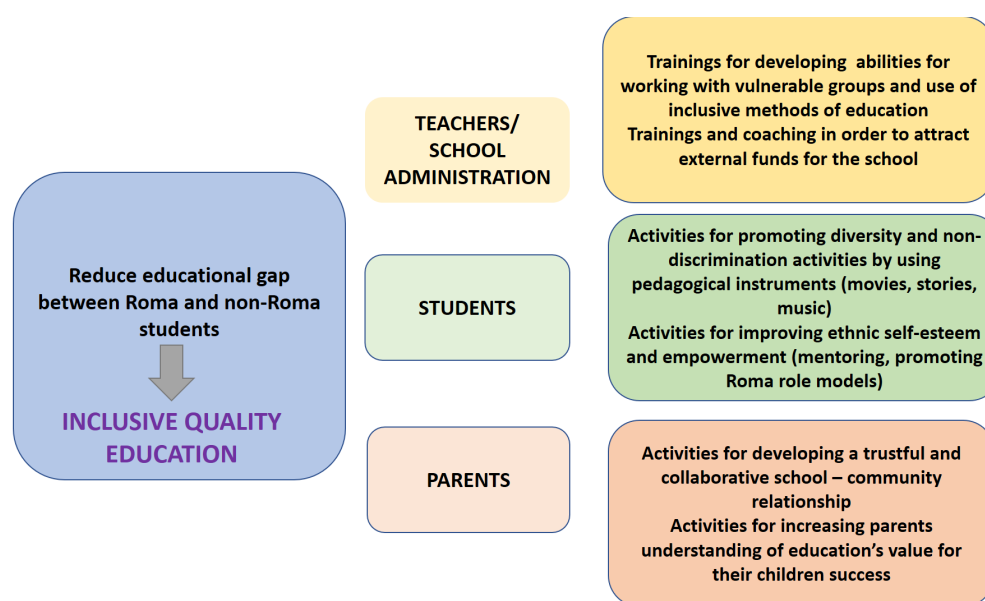 Reduce educational gap
between Roma and non-Roma
students
INCLUSIVE QUALITY
EDUCATION
TEACHERS/
SCHOOL
ADMINISTRATION
Trainings for developing abilities for
working with vulnerable groups and use of
inclusive methods of education
Trainings and coaching in order to attract
external funds for the school
STUDENTS
Activities for promoting diversity and non-
discrimination activities by using
pedagogical instruments (movies, stories,
music)
Activities for improving ethnic self-esteem
and empowerment (mentoring, promoting
Roma role models)
PARENTS
Activities for developing a trustful and
collaborative school – community
relationship
Activities for increasing parents
understanding of education’s value for
their children success